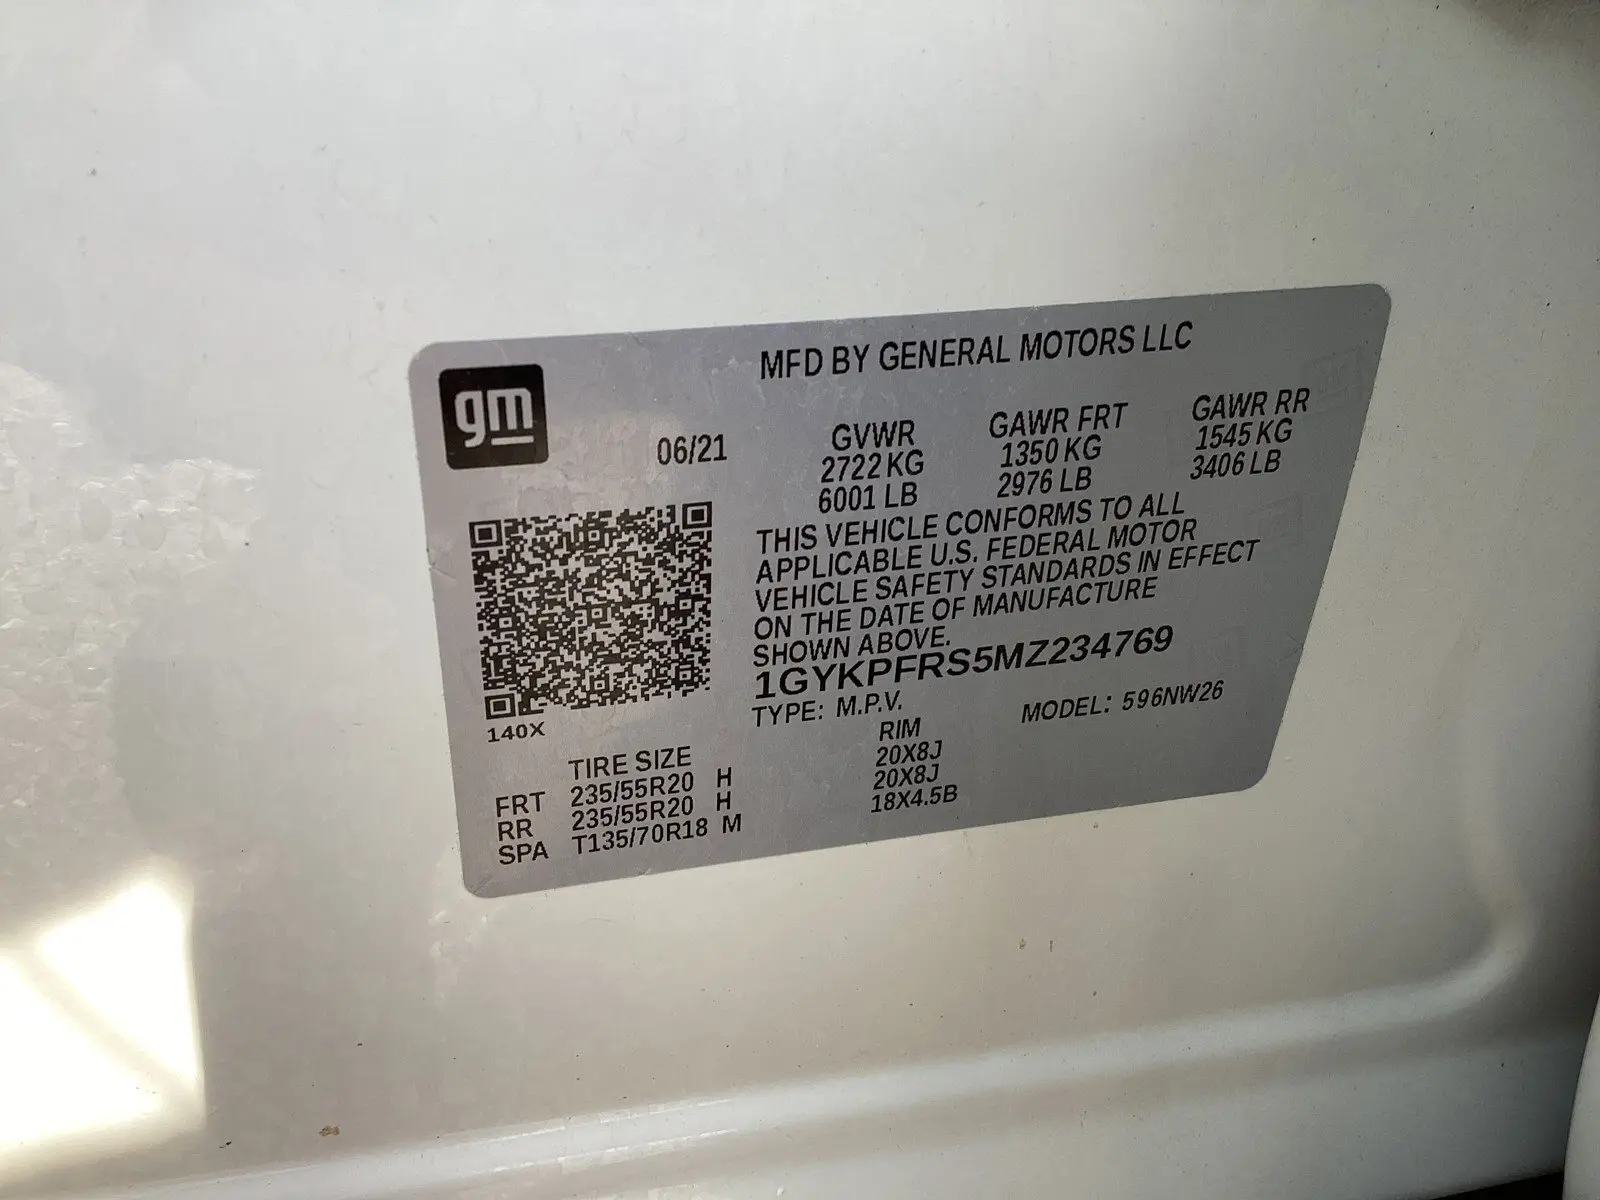 gm
MFD BY GENERAL MOTORS LLC
06/21
GVWR GAWR FRT GAWR RR
2722 KG 1350 KG 1545 KG
6001 LB 2976 LB 3406 LB
THIS VEHICLE CONFORMS TO ALL
APPLICABLE U.S. FEDERAL MOTOR
VEHICLE SAFETY STANDARDS IN EFFECT
ON THE DATE OF MANUFACTURE
SHOWN ABOVE.
1GYKPFRS5MZ234769
TYPE: M.P.V. MODEL: 596NW26
140X
TIRE SIZE RIM
FRT 235/55R20 H 20X8J
RR 235/55R20 H 20X8J
SPA T135/70R18 M 18X4.5B